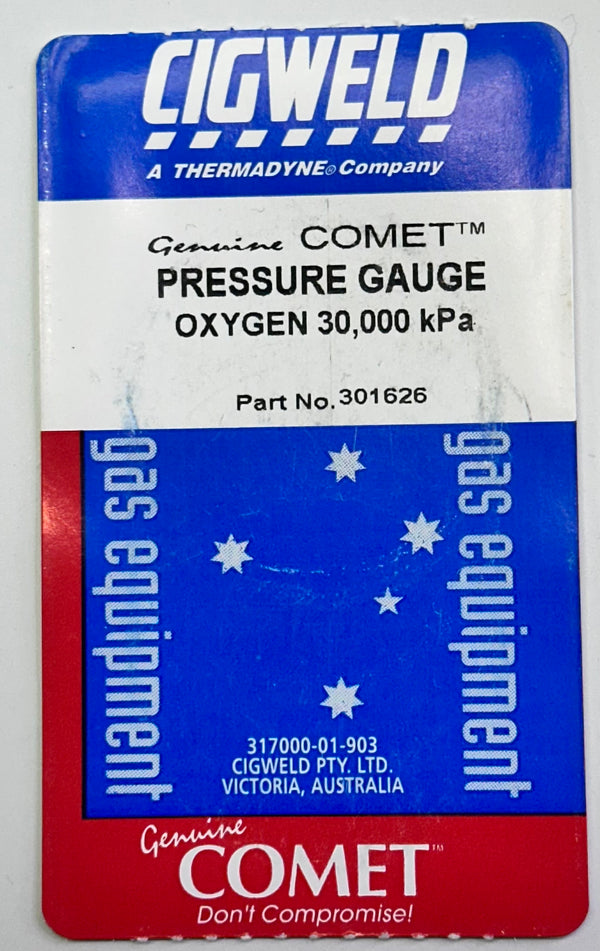 CIGWELD
A THERMADYNE® Company
Genuine COMET™
PRESSURE GAUGE
OXYGEN 30,000 kPa
Part No. 301626
gas equipment
gas equipment
317000-01-903
CIGWELD PTY. LTD.
VICTORIA, AUSTRALIA
Genuine
COMET™
Don't Compromise!